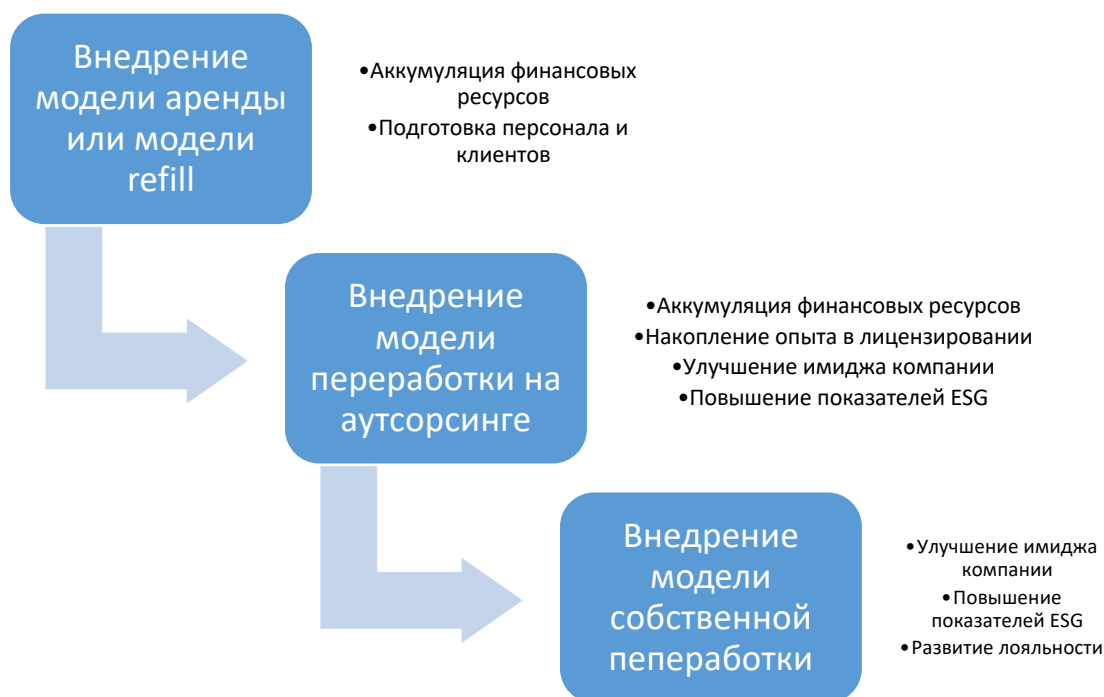 Внедрение
модели аренды
или модели
refill
•Аккумуляция финансовых
ресурсов
•Подготовка персонала и
клиентов
Внедрение
модели
переработки на
аутсорсинге
•Аккумуляция финансовых ресурсов
•Накопление опыта в лицензировании
•Улучшение имиджа компании
•Повышение показателей ESG
Внедрение
модели
собственной
пепеработки
•Улучшение имиджа
компании
•Повышение
показателей ESG
•Развитие лояльности